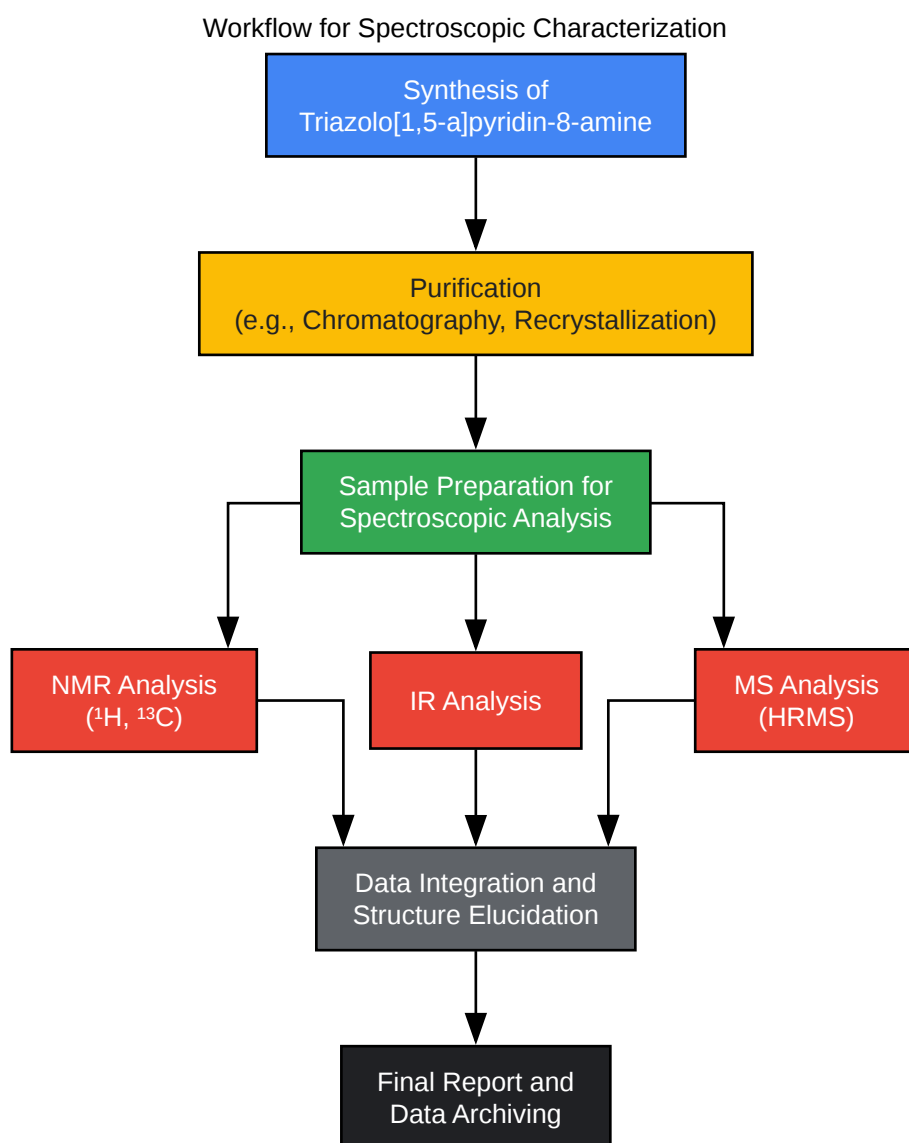 Workflow for Spectroscopic Characterization
Synthesis of
Triazolo[1,5-a]pyridin-8-amine
Purification
(e.g., Chromatography, Recrystallization)
Sample Preparation for
Spectroscopic Analysis
NMR Analysis
(¹H, ¹³C)
IR Analysis
MS Analysis
(HRMS)
Data Integration and
Structure Elucidation
Final Report and
Data Archiving